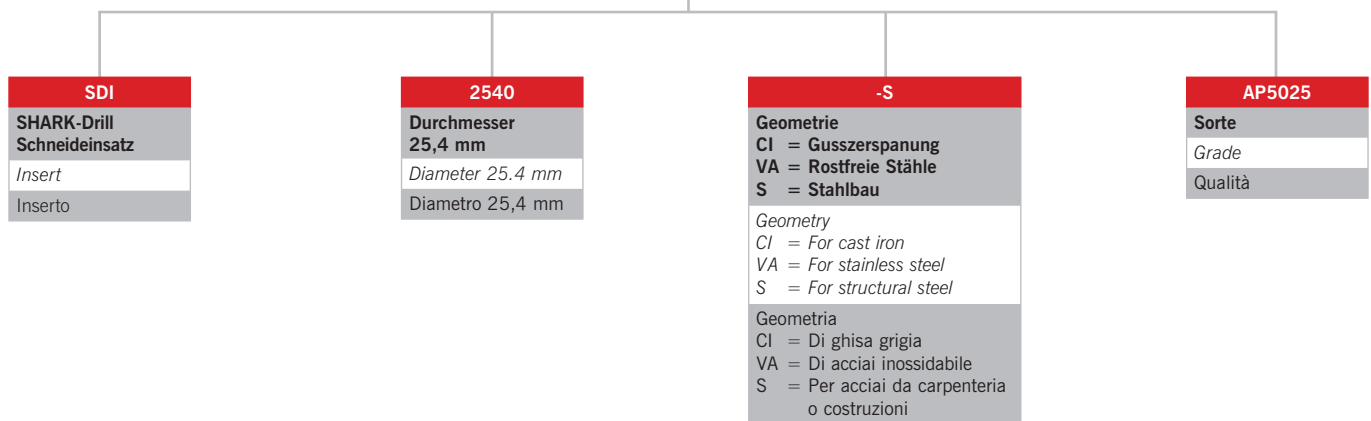 SDI
SHARK-Drill
Schneideinsatz
Insert
Inserto
2540
Durchmesser
25,4 mm
Diameter 25.4 mm
Diametro 25,4 mm
-S
Geometrie
CI = Gusszerspanung
VA = Rostfreie Stähle
S = Stahlbau
Geometry
CI = For cast iron
VA = For stainless steel
S = For structural steel
Geometria
CI = Di ghisa grigia
VA = Di acciai inossidabile
S = Per acciai da carpenteria
o costruzioni
AP5025
Sorte
Grade
Qualità